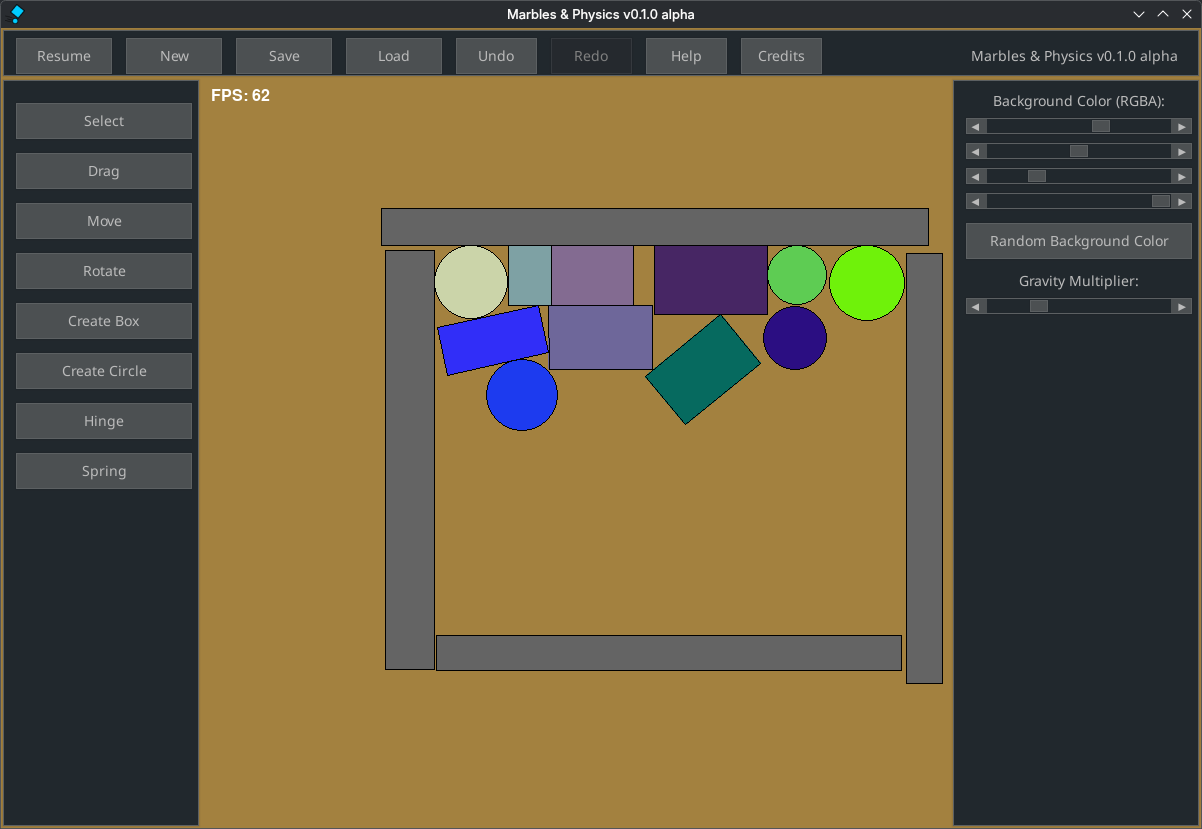 Marbles & Physics v0.1.0 alpha
Resume New Save Load Undo Redo Help Credits Marbles & Physics v0.1.0 alpha
Select
Drag
Move
Rotate
Create Box
Create Circle
Hinge
Spring
FPS: 62
Background Color (RGBA):
Random Background Color
Gravity Multiplier: